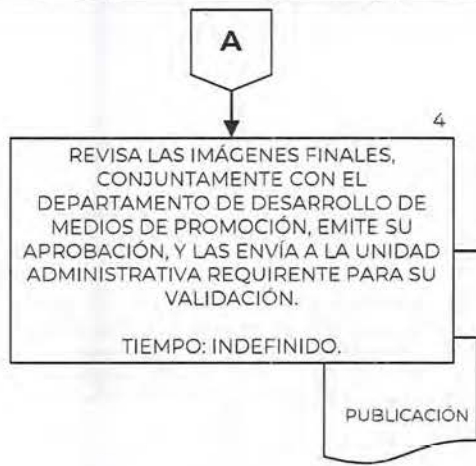 A
4
REVISA LAS IMÁGENES FINALES,
CONJUNTAMENTE CON EL
DEPARTAMENTO DE DESARROLLO DE
MEDIOS DE PROMOCIÓN, EMITE SU
APROBACIÓN, Y LAS ENVÍA A LA UNIDAD
ADMINISTRATIVA REQUIRENTE PARA SU
VALIDACIÓN.
TIEMPO: INDEFINIDO.
PUBLICACIÓN